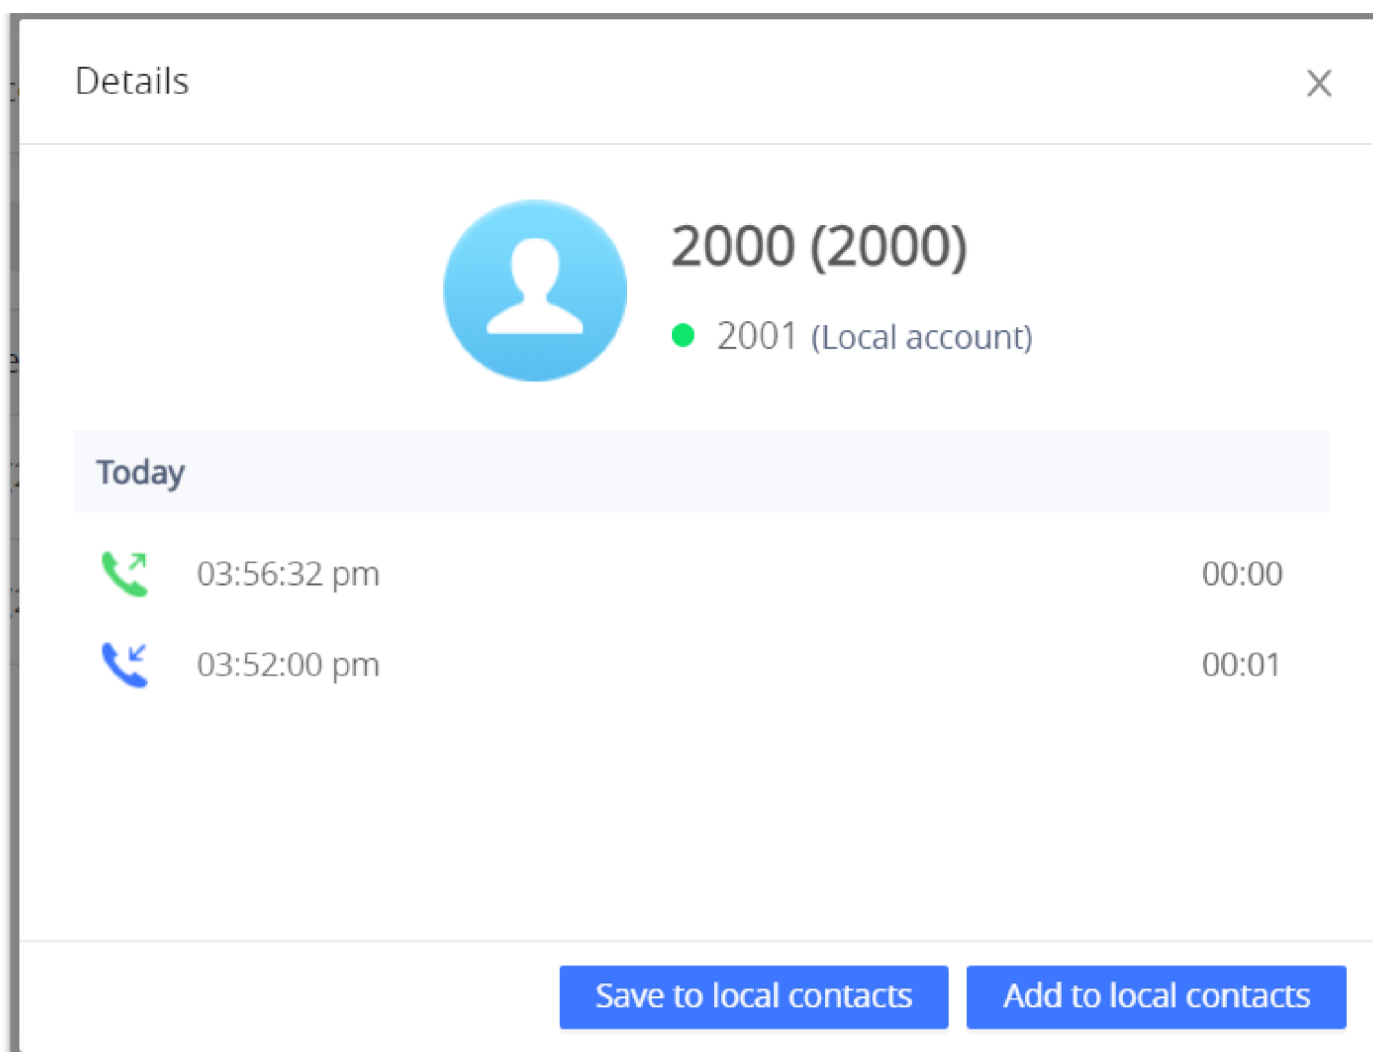 Details
2000 (2000)
2001 (Local account)
Today
03:56:32 pm 00:00
03:52:00 pm 00:01
Save to local contacts Add to local contacts